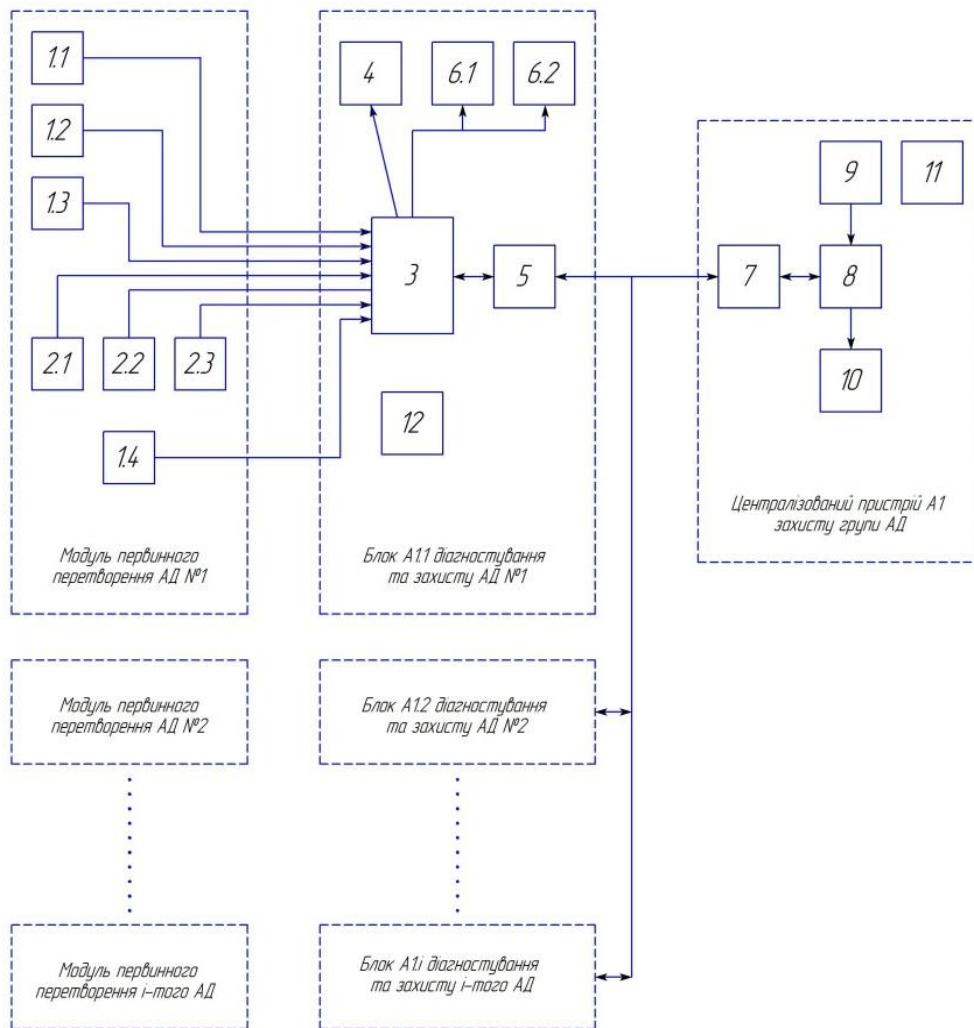 1.1
1.2
1.3
2.1
2.2
2.3
1.4
Модуль первинного
перетворення АД №1
4
6.1
6.2
3
5
12
Блок А1.1 діагностування
та захисту АД №1
9
11
7
8
10
Централізований пристрій А1
захисту групи АД
Модуль первинного
перетворення АД №2
Блок А1.2 діагностування
та захисту АД №2
Модуль первинного
перетворення і-того АД
Блок А1.і діагностування
та захисту і-того АД